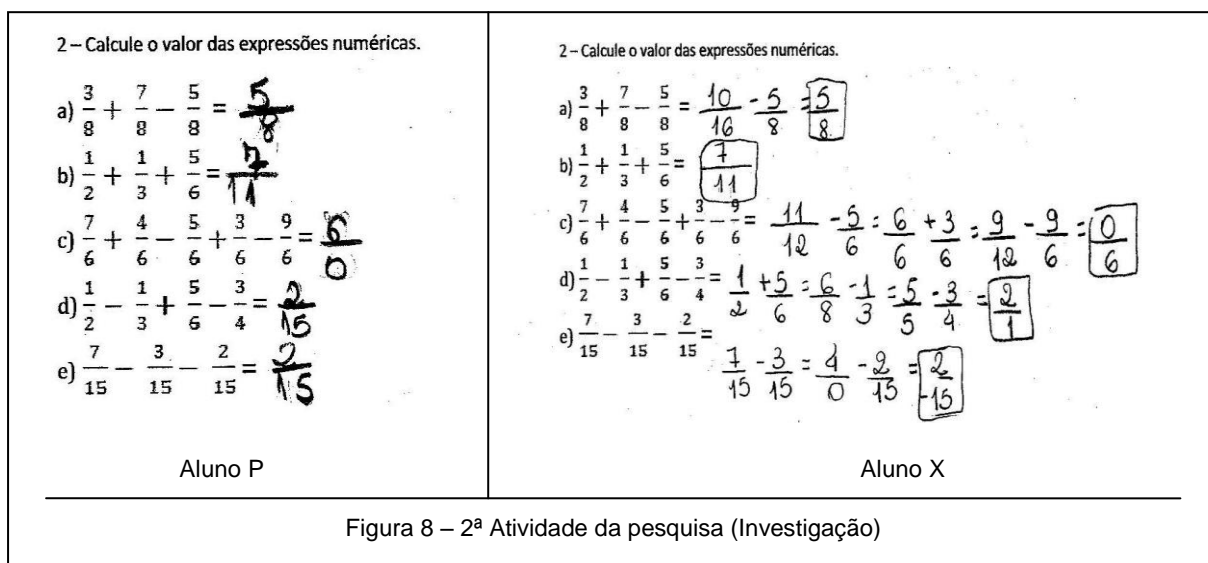 2 – Calcule o valor das expressões numéricas.
a) 3/8 + 7/8 − 5/8 = 5/8
b) 1/2 + 1/3 + 5/6 = 7/11
c) 7/6 + 4/6 − 5/6 + 3/6 − 9/6 = 6/0
d) 1/2 − 1/3 + 5/6 − 3/4 = 2/15
e) 7/15 − 3/15 − 2/15 = 2/15
Aluno P
2 – Calcule o valor das expressões numéricas.
a) 3/8 + 7/8 − 5/8 = 10/16 - 5/8 = 5/8
b) 1/2 + 1/3 + 5/6 = 7/11
c) 7/6 + 4/6 − 5/6 + 3/6 − 9/6 = 11/12 - 5/6 = 6/6 + 3/6 = 9/12 - 9/6 = 0/6
d) 1/2 − 1/3 + 5/6 − 3/4 = 1/2 + 5/6 = 6/8 - 1/3 = 5/5 - 3/4 = 2/1
e) 7/15 − 3/15 − 2/15 =
7/15 - 3/15 = 4/0 - 2/15 = 2/-15
Aluno X
Figura 8 – 2ª Atividade da pesquisa (Investigação)